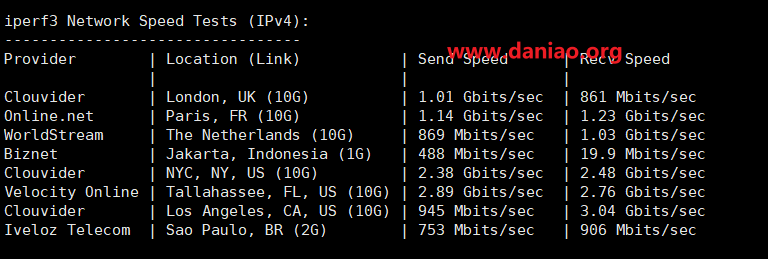 iperf3 Network Speed Tests (IPv4):
---------------------------------
www.daniao.org
Provider | Location (Link) | Send Speed | Recv Speed
| | |
Clouvider | London, UK (10G) | 1.01 Gbits/sec | 861 Mbits/sec
Online.net | Paris, FR (10G) | 1.14 Gbits/sec | 1.23 Gbits/sec
WorldStream | The Netherlands (10G) | 869 Mbits/sec | 1.03 Gbits/sec
Biznet | Jakarta, Indonesia (1G) | 488 Mbits/sec | 19.9 Mbits/sec
Clouvider | NYC, NY, US (10G) | 2.38 Gbits/sec | 2.48 Gbits/sec
Velocity Online | Tallahassee, FL, US (10G) | 2.89 Gbits/sec | 2.76 Gbits/sec
Clouvider | Los Angeles, CA, US (10G) | 945 Mbits/sec | 3.04 Gbits/sec
Iveloz Telecom | Sao Paulo, BR (2G) | 753 Mbits/sec | 906 Mbits/sec